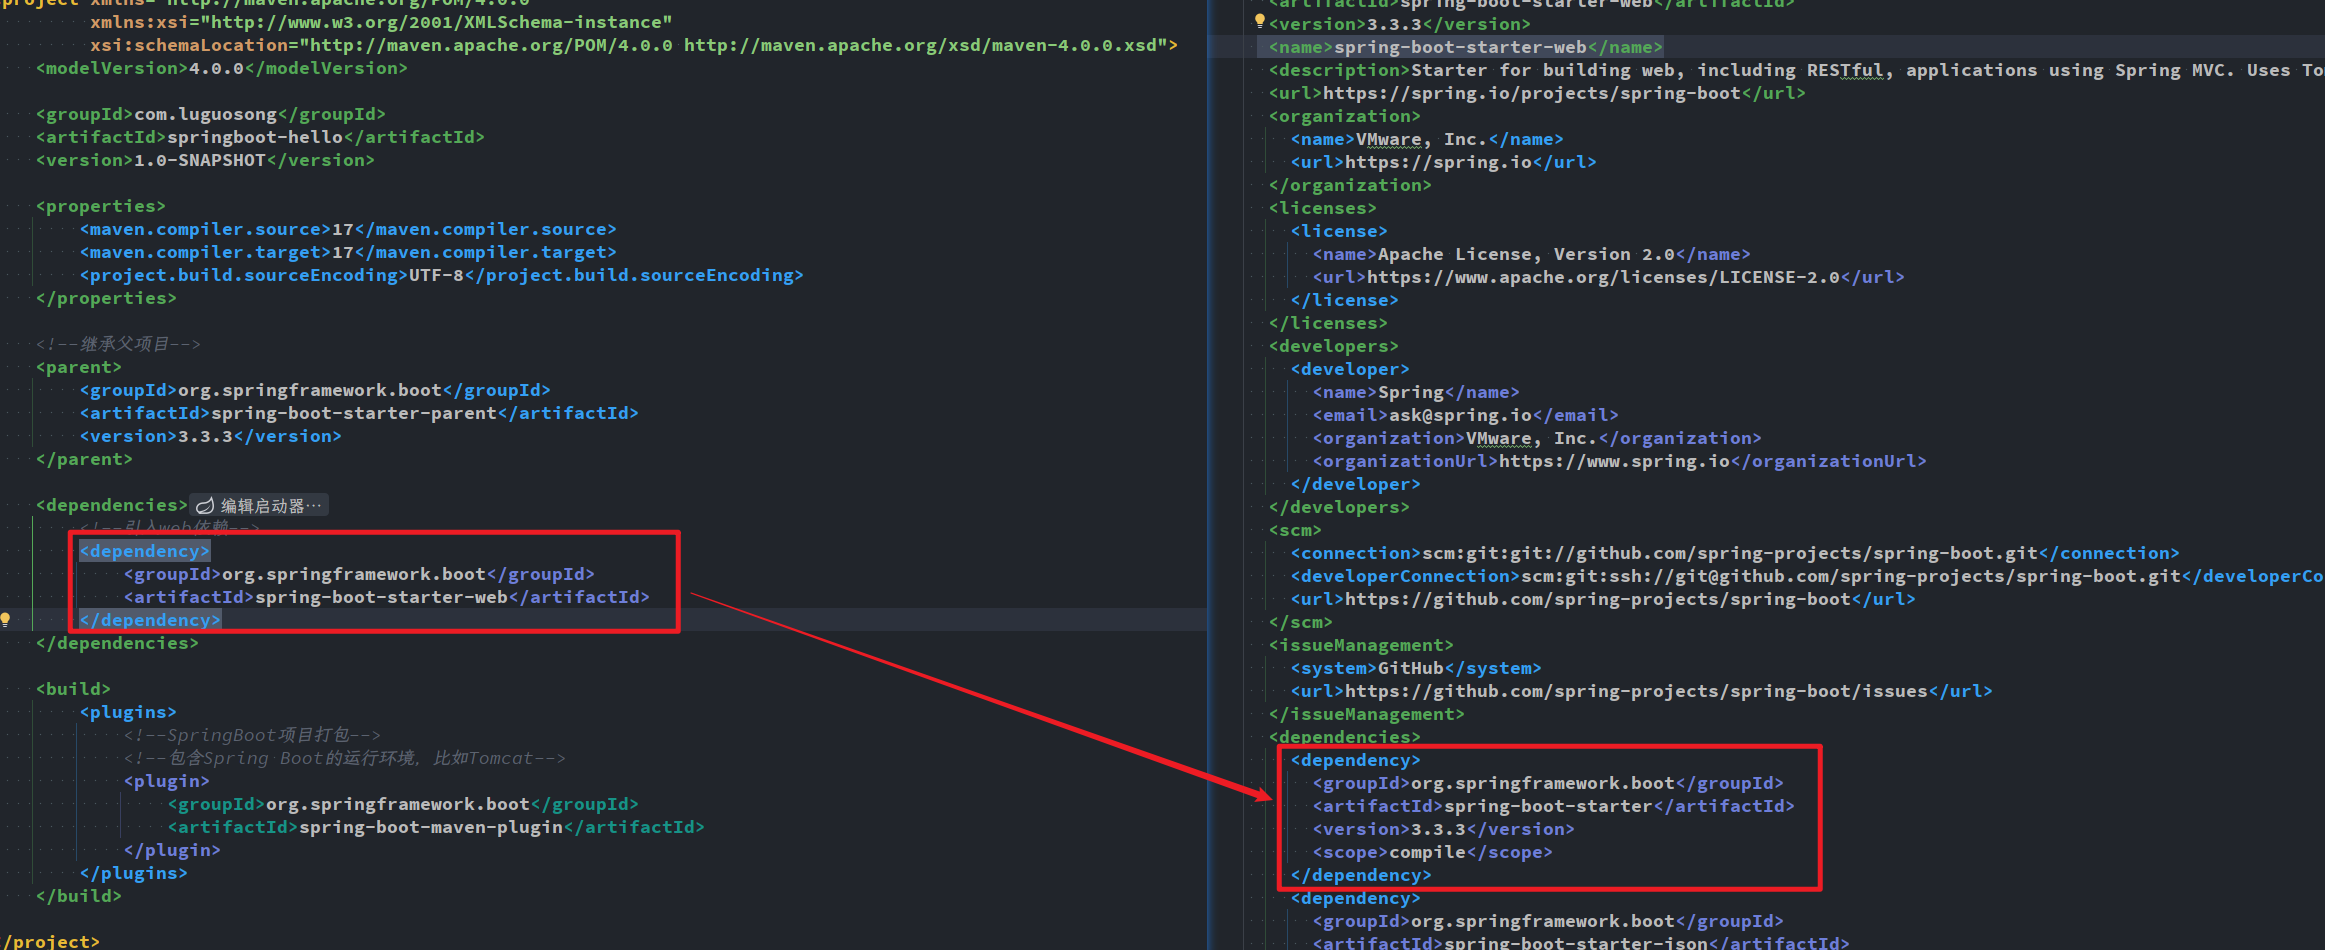 project xmlns="http://maven.apache.org/POM/4.0.0"
xmlns:xsi="http://www.w3.org/2001/XMLSchema-instance"
xsi:schemaLocation="http://maven.apache.org/POM/4.0.0 http://maven.apache.org/xsd/maven-4.0.0.xsd">
<modelVersion>4.0.0</modelVersion>
<groupId>com.luguosong</groupId>
<artifactId>springboot-hello</artifactId>
<version>1.0-SNAPSHOT</version>
<properties>
<maven.compiler.source>17</maven.compiler.source>
<maven.compiler.target>17</maven.compiler.target>
<project.build.sourceEncoding>UTF-8</project.build.sourceEncoding>
</properties>
<!--继承父项目-->
<parent>
<groupId>org.springframework.boot</groupId>
<artifactId>spring-boot-starter-parent</artifactId>
<version>3.3.3</version>
</parent>
<dependencies> 编辑启动器...
<!--引入web依赖-->
<dependency>
<groupId>org.springframework.boot</groupId>
<artifactId>spring-boot-starter-web</artifactId>
</dependency>
</dependencies>
<build>
<plugins>
<!--SpringBoot项目打包-->
<!--包含Spring Boot的运行环境，比如Tomcat-->
<plugin>
<groupId>org.springframework.boot</groupId>
<artifactId>spring-boot-maven-plugin</artifactId>
</plugin>
</plugins>
</build>
/project>
<artifactId>spring-boot-starter-web</artifactId>
<version>3.3.3</version>
<name>spring-boot-starter-web</name>
<description>Starter for building web, including RESTful, applications using Spring MVC. Uses To
<url>https://spring.io/projects/spring-boot</url>
<organization>
<name>VMware, Inc.</name>
<url>https://spring.io</url>
</organization>
<licenses>
<license>
<name>Apache License, Version 2.0</name>
<url>https://www.apache.org/licenses/LICENSE-2.0</url>
</license>
</licenses>
<developers>
<developer>
<name>Spring</name>
<email>ask@spring.io</email>
<organization>VMware, Inc.</organization>
<organizationUrl>https://www.spring.io</organizationUrl>
</developer>
</developers>
<scm>
<connection>scm:git:git://github.com/spring-projects/spring-boot.git</connection>
<developerConnection>scm:git:ssh://git@github.com/spring-projects/spring-boot.git</developerCo
<url>https://github.com/spring-projects/spring-boot</url>
</scm>
<issueManagement>
<system>GitHub</system>
<url>https://github.com/spring-projects/spring-boot/issues</url>
</issueManagement>
<dependencies>
<dependency>
<groupId>org.springframework.boot</groupId>
<artifactId>spring-boot-starter</artifactId>
<version>3.3.3</version>
<scope>compile</scope>
</dependency>
<dependency>
<groupId>org.springframework.boot</groupId>
<artifactId>spring-boot-starter-json</artifactId>